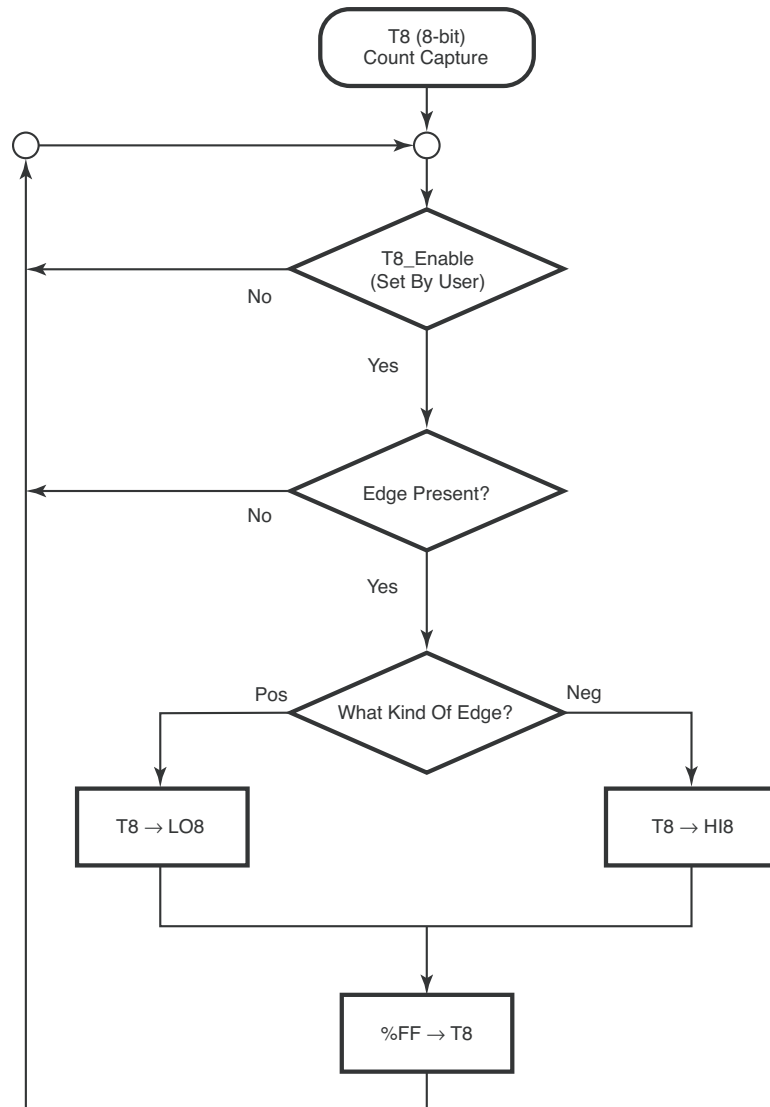 T8 (8-bit)
Count Capture
T8_Enable
(Set By User)
No
Yes
Edge Present?
No
Yes
Pos
What Kind Of Edge?
Neg
T8 → LO8
T8 → HI8
%FF → T8